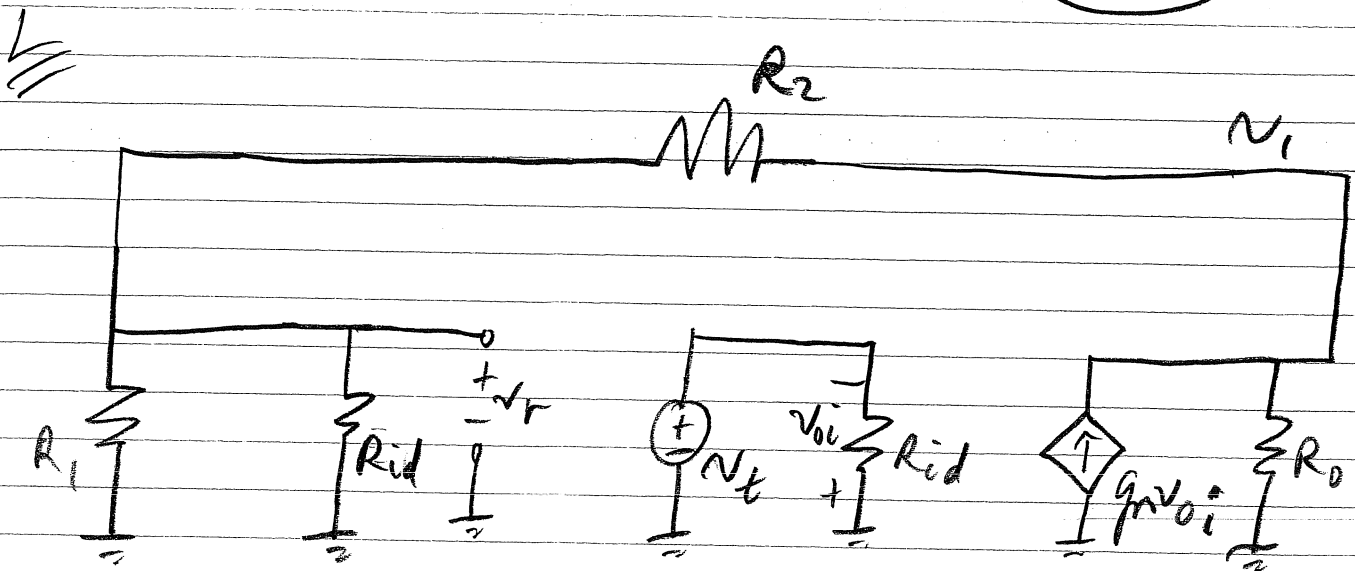 R₂
v₁
+
vᵣ
-
R₁
Rid
+
-
vt
-
voi
+
Rid
gmvoi
Ro